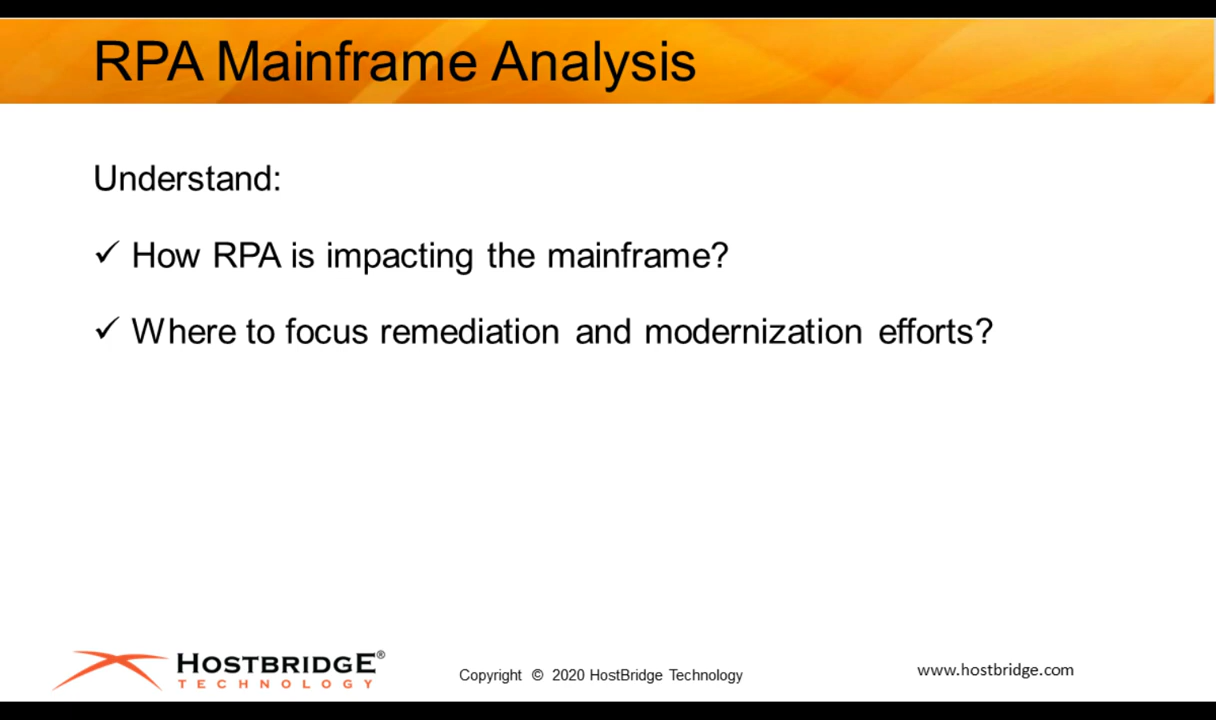 RPA Mainframe Analysis
Understand:
✓ How RPA is impacting the mainframe?
✓ Where to focus remediation and modernization efforts?
HOSTBRIDGE®
TECHNOLOGY
Copyright © 2020 HostBridge Technology
www.hostbridge.com